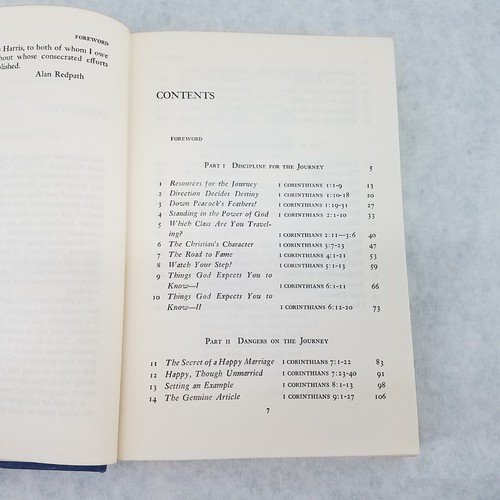 FOREWORD
Harris, to both of whom I owe
hout whose consecrated efforts
lished.
Alan Redpath
CONTENTS
FOREWORD
PART I DISCIPLINE FOR THE JOURNEY 5
1 Resources for the Journey 1 CORINTHIANS 1:1-9 13
2 Direction Decides Destiny 1 CORINTHIANS 1:10-18 20
3 Down Peacock's Feathers! 1 CORINTHIANS 1:19-31 27
4 Standing in the Power of God 1 CORINTHIANS 2:1-10 33
5 Which Class Are You Travel-
ing? 1 CORINTHIANS 2:11—3:6 40
6 The Christian's Character 1 CORINTHIANS 3:7-23 47
7 The Road to Fame 1 CORINTHIANS 4:1-21 53
8 Watch Your Step! 1 CORINTHIANS 5:1-13 59
9 Things God Expects You to
Know—I 1 CORINTHIANS 6:1-11 66
10 Things God Expects You to
Know—II 1 CORINTHIANS 6:12-20 73
PART II DANGERS ON THE JOURNEY
11 The Secret of a Happy Marriage 1 CORINTHIANS 7:1-22 83
12 Happy, Though Unmarried 1 CORINTHIANS 7:23-40 91
13 Setting an Example 1 CORINTHIANS 8:1-13 98
14 The Genuine Article 1 CORINTHIANS 9:1-27 106
7